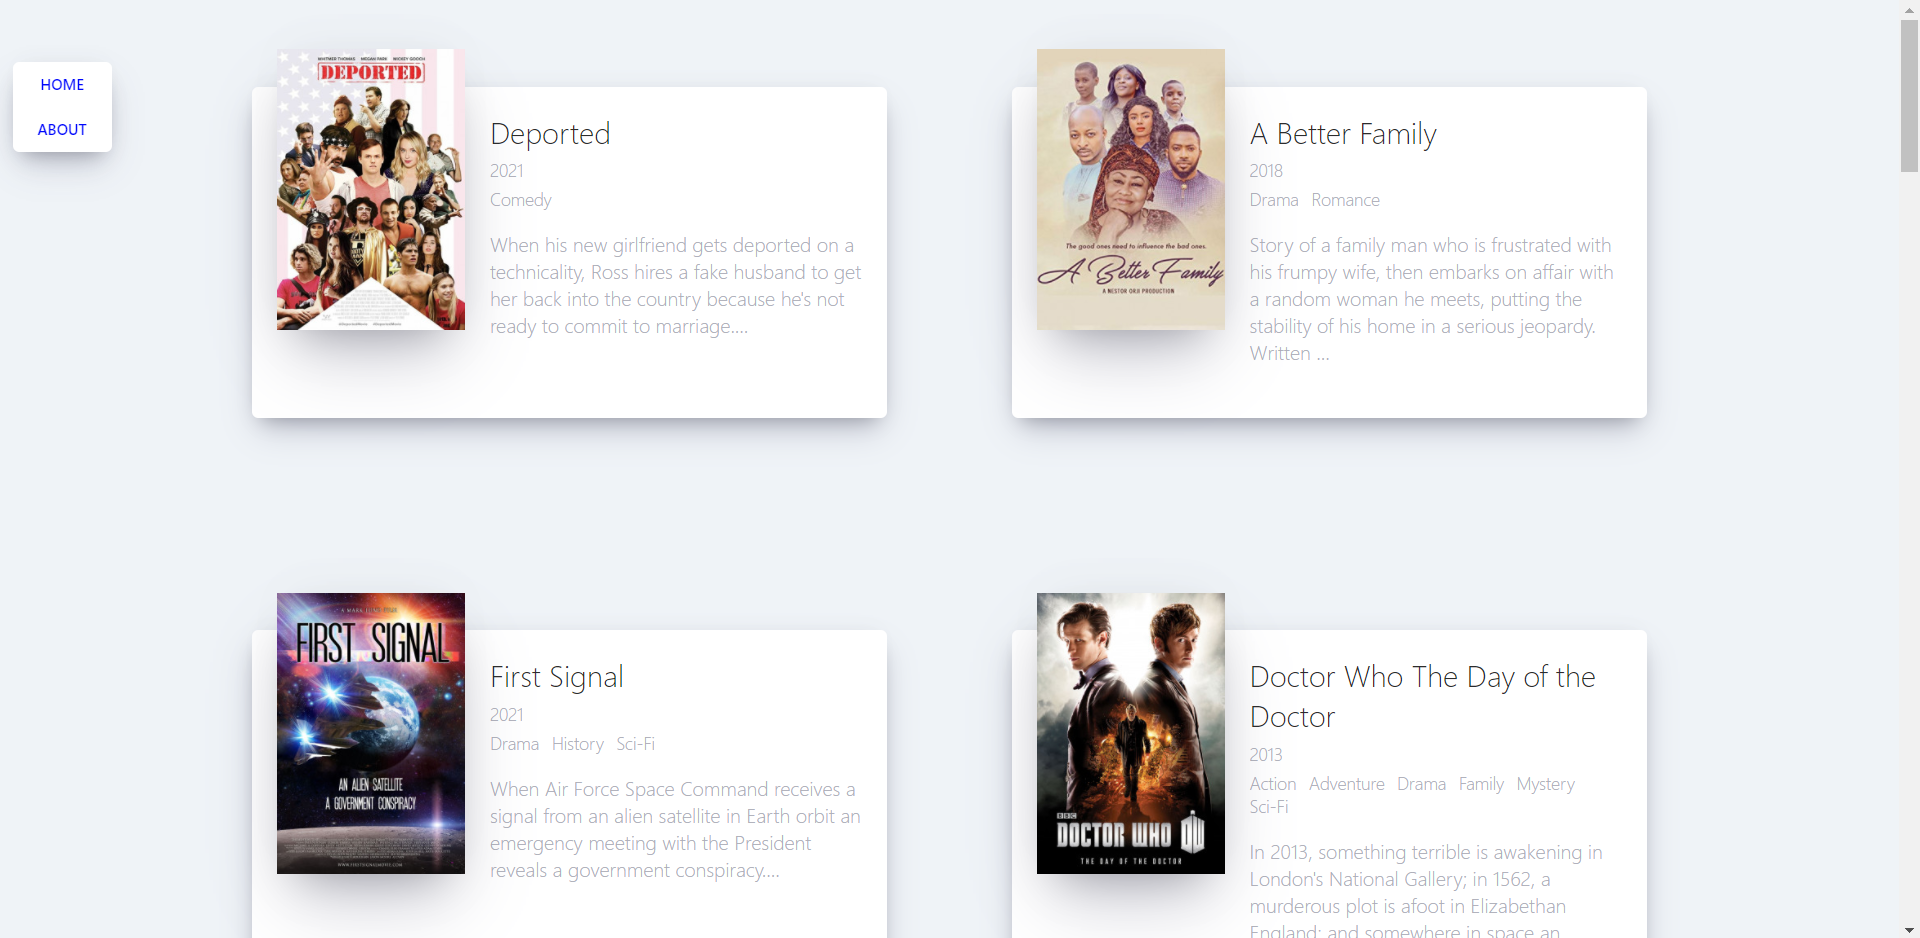 HOME
ABOUT
WHITMER THOMAS MEGAN PARK MICKEY GOOCH
DEPORTED
Deported
2021
Comedy
When his new girlfriend gets deported on a
technicality, Ross hires a fake husband to get
her back into the country because he's not
ready to commit to marriage....
The good ones need to influence the bad ones.
A Better Family
A NESTOR ORJI PRODUCTION
A Better Family
2018
Drama Romance
Story of a family man who is frustrated with
his frumpy wife, then embarks on affair with
a random woman he meets, putting the
stability of his home in a serious jeopardy.
Written ...
FIRST SIGNAL
AN ALIEN SATELLITE
A GOVERNMENT CONSPIRACY
First Signal
2021
Drama History Sci-Fi
When Air Force Space Command receives a
signal from an alien satellite in Earth orbit an
emergency meeting with the President
reveals a government conspiracy....
BBC
DOCTOR WHO DW
THE DAY OF THE DOCTOR
Doctor Who The Day of the
Doctor
2013
Action Adventure Drama Family Mystery
Sci-Fi
In 2013, something terrible is awakening in
London's National Gallery; in 1562, a
murderous plot is afoot in Elizabethan
England; and somewhere in space an